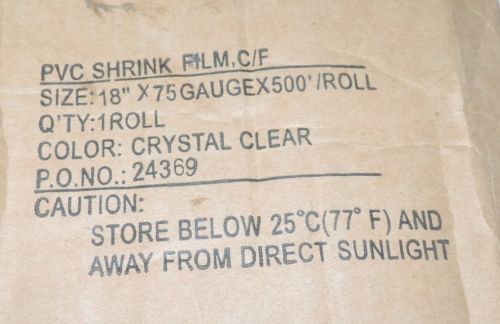 PVC SHRINK FILM,C/F
SIZE:18" X75GAUGEX500'/ROLL
Q'TY:1ROLL
COLOR: CRYSTAL CLEAR
P.O.NO.: 24369
CAUTION:
STORE BELOW 25°C(77° F) AND
AWAY FROM DIRECT SUNLIGHT